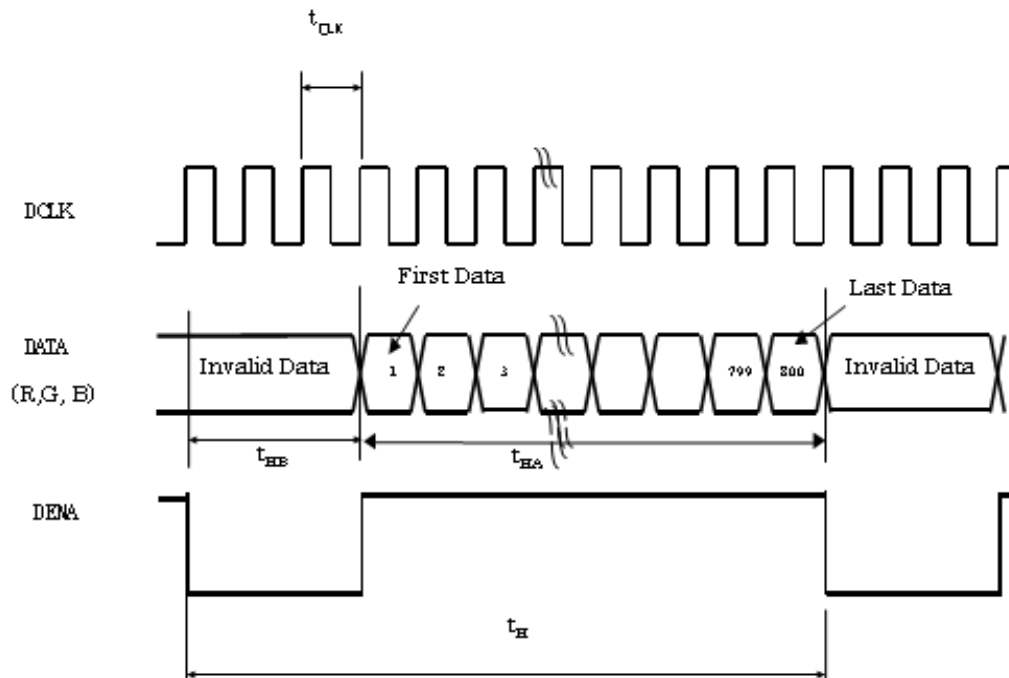 tCLK
DCLK
First Data
Last Data
DATA
(R,G, B)
Invalid Data
1
2
3
799
800
Invalid Data
tHB
tHA
DENA
tH